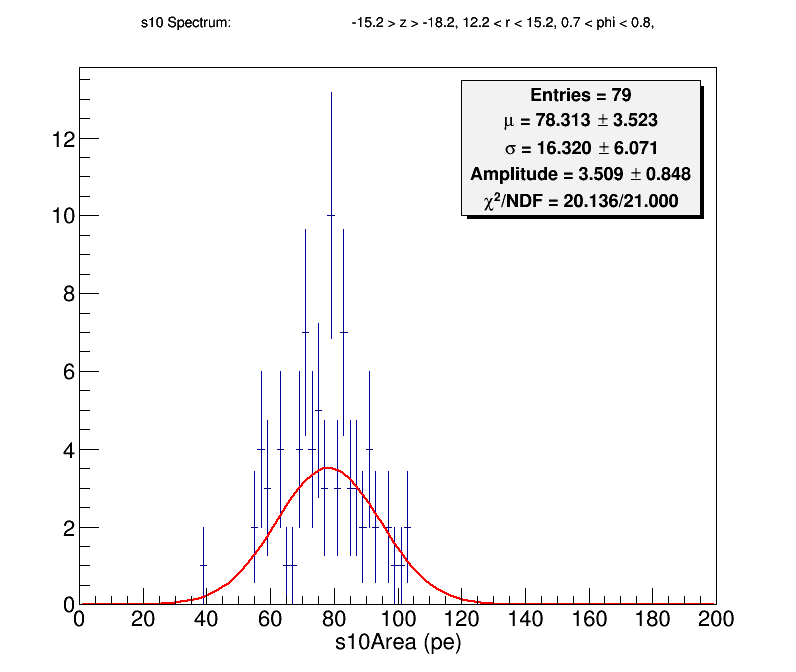 s10 Spectrum: -15.2 > z > -18.2, 12.2 < r < 15.2, 0.7 < phi < 0.8,
Entries = 79
μ = 78.313 ± 3.523
σ = 16.320 ± 6.071
Amplitude = 3.509 ± 0.848
χ²/NDF = 20.136/21.000
12
10
8
6
4
2
0
0 20 40 60 80 100 120 140 160 180 200
s10Area (pe)